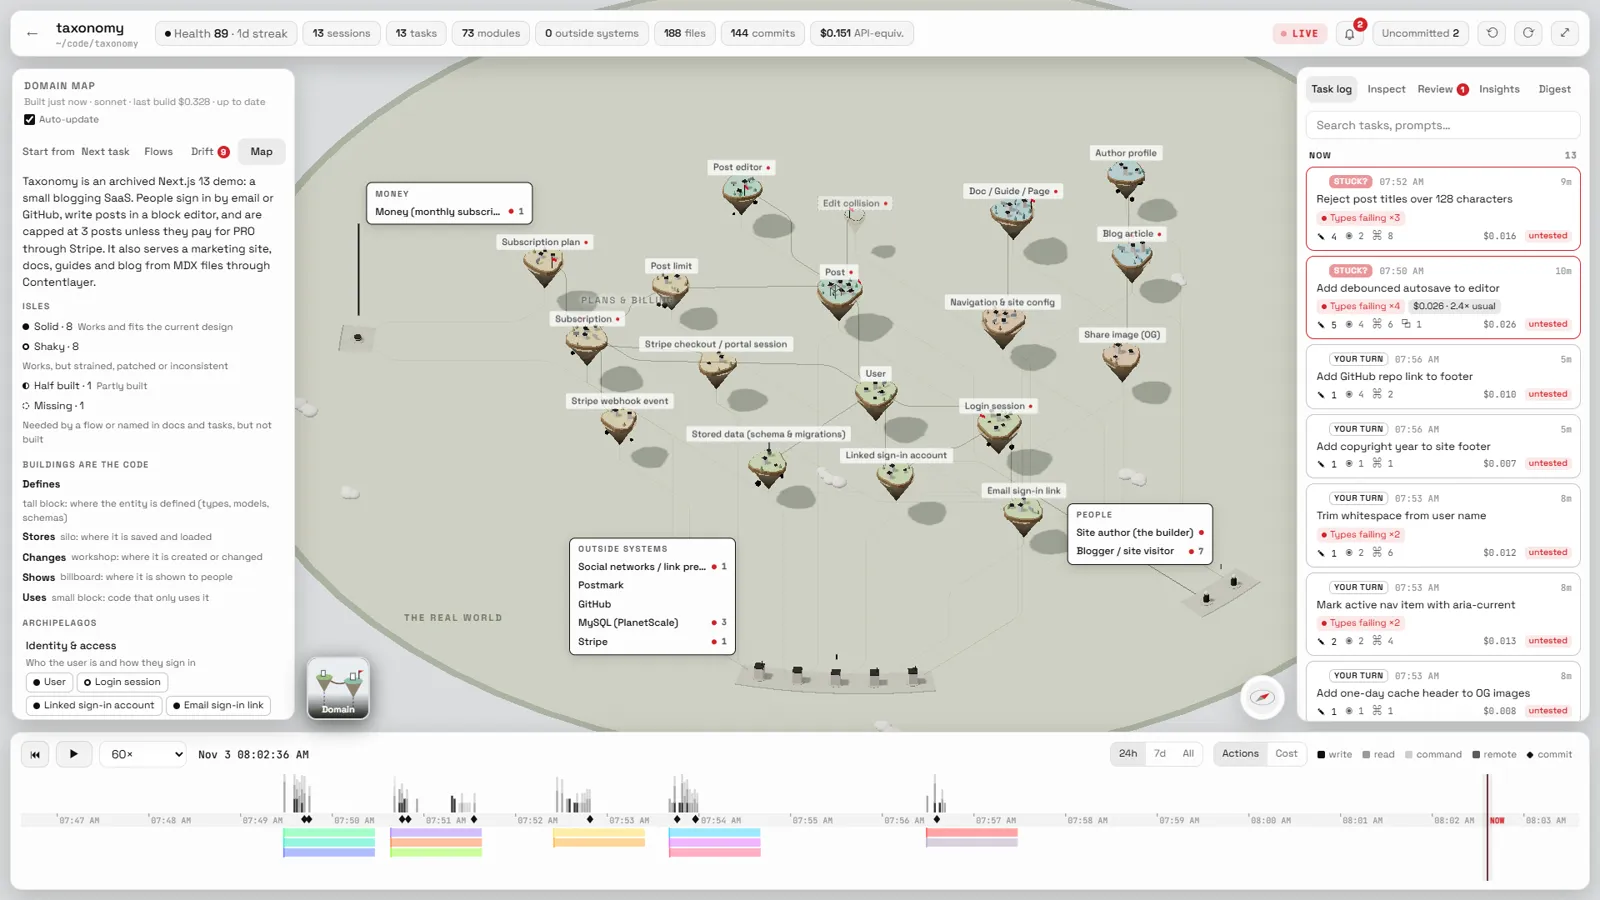 ←
taxonomy
~/code/taxonomy
Health 89 · 1d streak
13 sessions
13 tasks
73 modules
0 outside systems
188 files
144 commits
$0.151 API-equiv.
LIVE
2
Uncommitted 2
DOMAIN MAP
Built just now · sonnet · last build $0.328 · up to date
Auto-update
Start from
Next task
Flows
Drift 9
Map
Taxonomy is an archived Next.js 13 demo: a
small blogging SaaS. People sign in by email or
GitHub, write posts in a block editor, and are
capped at 3 posts unless they pay for PRO
through Stripe. It also serves a marketing site,
docs, guides and blog from MDX files through
Contentlayer.
ISLES
Solid · 8 Works and fits the current design
Shaky · 8
Works, but strained, patched or inconsistent
Half built · 1 Partly built
Missing · 1
Needed by a flow or named in docs and tasks, but not
built
BUILDINGS ARE THE CODE
Defines
tall block: where the entity is defined (types, models,
schemas)
Stores silo: where it is saved and loaded
Changes workshop: where it is created or changed
Shows billboard: where it is shown to people
Uses small block: code that only uses it
ARCHIPELAGOS
Identity & access
Who the user is and how they sign in
User
Login session
Linked sign-in account
Email sign-in link
MONEY
Money (monthly subscri... 1
Post editor
Edit collision
Author profile
Doc / Guide / Page
Blog article
Subscription plan
Post limit
PLANS & BILLING
Post
Navigation & site config
Subscription
Stripe checkout / portal session
Share image (OG)
User
Stripe webhook event
Login session
Stored data (schema & migrations)
Linked sign-in account
Email sign-in link
PEOPLE
Site author (the builder)
Blogger / site visitor 7
OUTSIDE SYSTEMS
Social networks / link pre... 1
Postmark
GitHub
MySQL (PlanetScale) 3
Stripe 1
THE REAL WORLD
Domain
Task log
Inspect
Review 1
Insights
Digest
Search tasks, prompts...
NOW 13
STUCK? 07:52 AM 9m
Reject post titles over 128 characters
Types failing ×3
4 2 8 $0.016 untested
STUCK? 07:50 AM 10m
Add debounced autosave to editor
Types failing ×4 $0.026 · 2.4× usual
5 4 6 1 $0.026 untested
YOUR TURN 07:56 AM 5m
Add GitHub repo link to footer
1 4 2 $0.010 untested
YOUR TURN 07:56 AM 5m
Add copyright year to site footer
1 1 1 $0.007 untested
YOUR TURN 07:53 AM 8m
Trim whitespace from user name
Types failing ×2
1 2 6 $0.012 untested
YOUR TURN 07:53 AM 8m
Mark active nav item with aria-current
Types failing ×2
2 2 4 $0.013 untested
YOUR TURN 07:53 AM 8m
Add one-day cache header to OG images
1 1 1 $0.008 untested
60×
Nov 3 08:02:36 AM
24h 7d All
Actions Cost
write read command remote commit
07:47 AM 07:48 AM 07:49 AM 07:50 AM 07:51 AM 07:52 AM 07:53 AM 07:54 AM 07:55 AM 07:56 AM 07:57 AM 07:58 AM 07:59 AM 08:00 AM 08:01 AM 08:02 AM NOW 08:03 AM